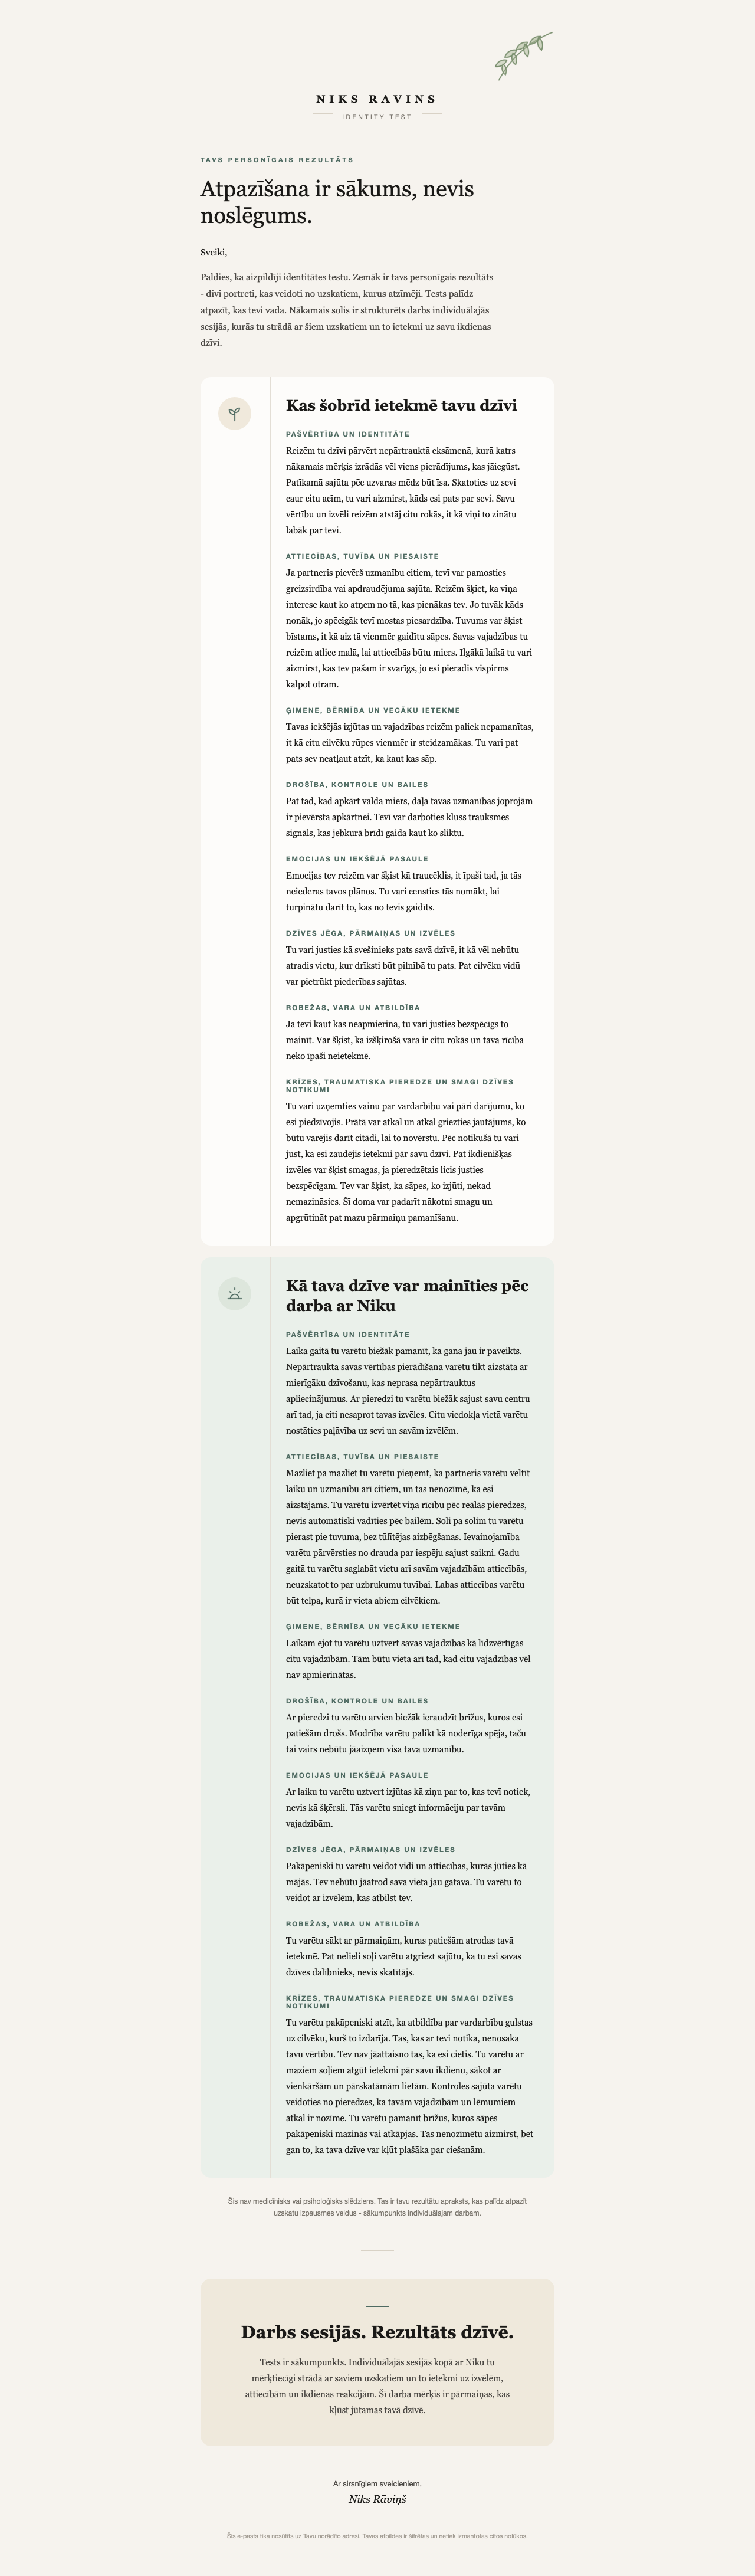 NIKS RAVINS
IDENTITY TEST
TAVS PERSONĪGAIS REZULTĀTS
Atpazīšana ir sākums, nevis
noslēgums.
Sveiki,
Paldies, ka aizpildīji identitātes testu. Zemāk ir tavs personīgais rezultāts
- divi portreti, kas veidoti no uzskatiem, kurus atzīmēji. Tests palīdz
atpazīt, kas tevi vada. Nākamais solis ir strukturēts darbs individuālajās
sesijās, kurās tu strādā ar šiem uzskatiem un to ietekmi uz savu ikdienas
dzīvi.
Kas šobrīd ietekmē tavu dzīvi
PAŠVĒRTĪBA UN IDENTITĀTE
Reizēm tu dzīvi pārvērt nepārtrauktā eksāmenā, kurā katrs
nākamais mērķis izrādās vēl viens pierādījums, kas jāiegūst.
Patīkamā sajūta pēc uzvaras mēdz būt īsa. Skatoties uz sevi
caur citu acīm, tu vari aizmirst, kāds esi pats par sevi. Savu
vērtību un izvēli reizēm atstāj citu rokās, it kā viņi to zinātu
labāk par tevi.
ATTIECĪBAS, TUVĪBA UN PIESAISTE
Ja partneris pievērš uzmanību citiem, tevī var pamosties
greizsirdība vai apdraudējuma sajūta. Reizēm šķiet, ka viņa
interese kaut ko atņem no tā, kas pienākas tev. Jo tuvāk kāds
nonāk, jo spēcīgāk tevī mostas piesardzība. Tuvums var šķist
bīstams, it kā aiz tā vienmēr gaidītu sāpes. Savas vajadzības tu
reizēm atliec malā, lai attiecībās būtu miers. Ilgākā laikā tu vari
aizmirst, kas tev pašam ir svarīgs, jo esi pieradis vispirms
kalpot otram.
ĢIMENE, BĒRNĪBA UN VECĀKU IETEKME
Tavas iekšējās izjūtas un vajadzības reizēm paliek nepamanītas,
it kā citu cilvēku rūpes vienmēr ir steidzamākas. Tu vari pat
pats sev neatļaut atzīt, ka kaut kas sāp.
DROŠĪBA, KONTROLE UN BAILES
Pat tad, kad apkārt valda miers, daļa tavas uzmanības joprojām
ir pievērsta apkārtnei. Tevī var darboties kluss trauksmes
signāls, kas jebkurā brīdī gaida kaut ko sliktu.
EMOCIJAS UN IEKŠĒJĀ PASAULE
Emocijas tev reizēm var šķist kā traucēklis, it īpaši tad, ja tās
neiederas tavos plānos. Tu vari censties tās nomākt, lai
turpinātu darīt to, kas no tevis gaidīts.
DZĪVES JĒGA, PĀRMAIŅAS UN IZVĒLES
Tu vari justies kā svešinieks pats savā dzīvē, it kā vēl nebūtu
atradis vietu, kur drīksti būt pilnībā tu pats. Pat cilvēku vidū
var pietrūkt piederības sajūtas.
ROBEŽAS, VARA UN ATBILDĪBA
Ja tevi kaut kas neapmierina, tu vari justies bezspēcīgs to
mainīt. Var šķist, ka izšķirošā vara ir citu rokās un tava rīcība
neko īpaši neietekmē.
KRĪZES, TRAUMATISKA PIEREDZE UN SMAGI DZĪVES
NOTIKUMI
Tu vari uzņemties vainu par vardarbību vai pāri darījumu, ko
esi piedzīvojis. Prātā var atkal un atkal griezties jautājums, ko
būtu varējis darīt citādi, lai to novērstu. Pēc notikušā tu vari
just, ka esi zaudējis ietekmi pār savu dzīvi. Pat ikdienišķas
izvēles var šķist smagas, ja pieredzētais licis justies
bezspēcīgam. Tev var šķist, ka sāpes, ko izjūti, nekad
nemazināsies. Šī doma var padarīt nākotni smagu un
apgrūtināt pat mazu pārmaiņu pamanīšanu.
Kā tava dzīve var mainīties pēc
darba ar Niku
PAŠVĒRTĪBA UN IDENTITĀTE
Laika gaitā tu varētu biežāk pamanīt, ka gana jau ir paveikts.
Nepārtraukta savas vērtības pierādīšana varētu tikt aizstāta ar
mierīgāku dzīvošanu, kas neprasa nepārtrauktus
apliecinājumus. Ar pieredzi tu varētu biežāk sajust savu centru
arī tad, ja citi nesaprot tavas izvēles. Citu viedokļa vietā varētu
nostāties paļāvība uz sevi un savām izvēlēm.
ATTIECĪBAS, TUVĪBA UN PIESAISTE
Mazliet pa mazliet tu varētu pieņemt, ka partneris varētu veltīt
laiku un uzmanību arī citiem, un tas nenozīmē, ka esi
aizstājams. Tu varētu izvērtēt viņa rīcību pēc reālās pieredzes,
nevis automātiski vadīties pēc bailēm. Soli pa solim tu varētu
pierast pie tuvuma, bez tūlītējas aizbēgšanas. Ievainojamība
varētu pārvērsties no drauda par iespēju sajust saikni. Gadu
gaitā tu varētu saglabāt vietu arī savām vajadzībām attiecībās,
neuzskatot to par uzbrukumu tuvībai. Labas attiecības varētu
būt telpa, kurā ir vieta abiem cilvēkiem.
ĢIMENE, BĒRNĪBA UN VECĀKU IETEKME
Laikam ejot tu varētu uztvert savas vajadzības kā līdzvērtīgas
citu vajadzībām. Tām būtu vieta arī tad, kad citu vajadzības vēl
nav apmierinātas.
DROŠĪBA, KONTROLE UN BAILES
Ar pieredzi tu varētu arvien biežāk ieraudzīt brīžus, kuros esi
patiešām drošs. Modrība varētu palikt kā noderīga spēja, taču
tai vairs nebūtu jāaizņem visa tava uzmanību.
EMOCIJAS UN IEKŠĒJĀ PASAULE
Ar laiku tu varētu uztvert izjūtas kā ziņu par to, kas tevī notiek,
nevis kā šķērsli. Tās varētu sniegt informāciju par tavām
vajadzībām.
DZĪVES JĒGA, PĀRMAIŅAS UN IZVĒLES
Pakāpeniski tu varētu veidot vidi un attiecības, kurās jūties kā
mājās. Tev nebūtu jāatrod sava vieta jau gatava. Tu varētu to
veidot ar izvēlēm, kas atbilst tev.
ROBEŽAS, VARA UN ATBILDĪBA
Tu varētu sākt ar pārmaiņām, kuras patiešām atrodas tavā
ietekmē. Pat nelieli soļi varētu atgriezt sajūtu, ka tu esi savas
dzīves dalībnieks, nevis skatītājs.
KRĪZES, TRAUMATISKA PIEREDZE UN SMAGI DZĪVES
NOTIKUMI
Tu varētu pakāpeniski atzīt, ka atbildība par vardarbību gulstas
uz cilvēku, kurš to izdarīja. Tas, kas ar tevi notika, nenosaka
tavu vērtību. Tev nav jāattaisno tas, ka esi cietis. Tu varētu ar
maziem soļiem atgūt ietekmi pār savu ikdienu, sākot ar
vienkāršām un pārskatāmām lietām. Kontroles sajūta varētu
veidoties no pieredzes, ka tavām vajadzībām un lēmumiem
atkal ir nozīme. Tu varētu pamanīt brīžus, kuros sāpes
pakāpeniski mazinās vai atkāpjas. Tas nenozīmētu aizmirst, bet
gan to, ka tava dzīve var kļūt plašāka par ciešanām.
Šis nav medicīnisks vai psiholoģisks slēdziens. Tas ir tavu rezultātu apraksts, kas palīdz atpazīt
uzskatu izpausmes veidus - sākumpunkts individuālajam darbam.
Darbs sesijās. Rezultāts dzīvē.
Tests ir sākumpunkts. Individuālajās sesijās kopā ar Niku tu
mērķtiecīgi strādā ar saviem uzskatiem un to ietekmi uz izvēlēm,
attiecībām un ikdienas reakcijām. Šī darba mērķis ir pārmaiņas, kas
kļūst jūtamas tavā dzīvē.
Ar sirsnīgiem sveicieniem,
Niks Rāviņš
Šis e-pasts tika nosūtīts uz Tavu norādīto adresi. Tavas atbildes ir šifrētas un netiek izmantotas citos nolūkos.